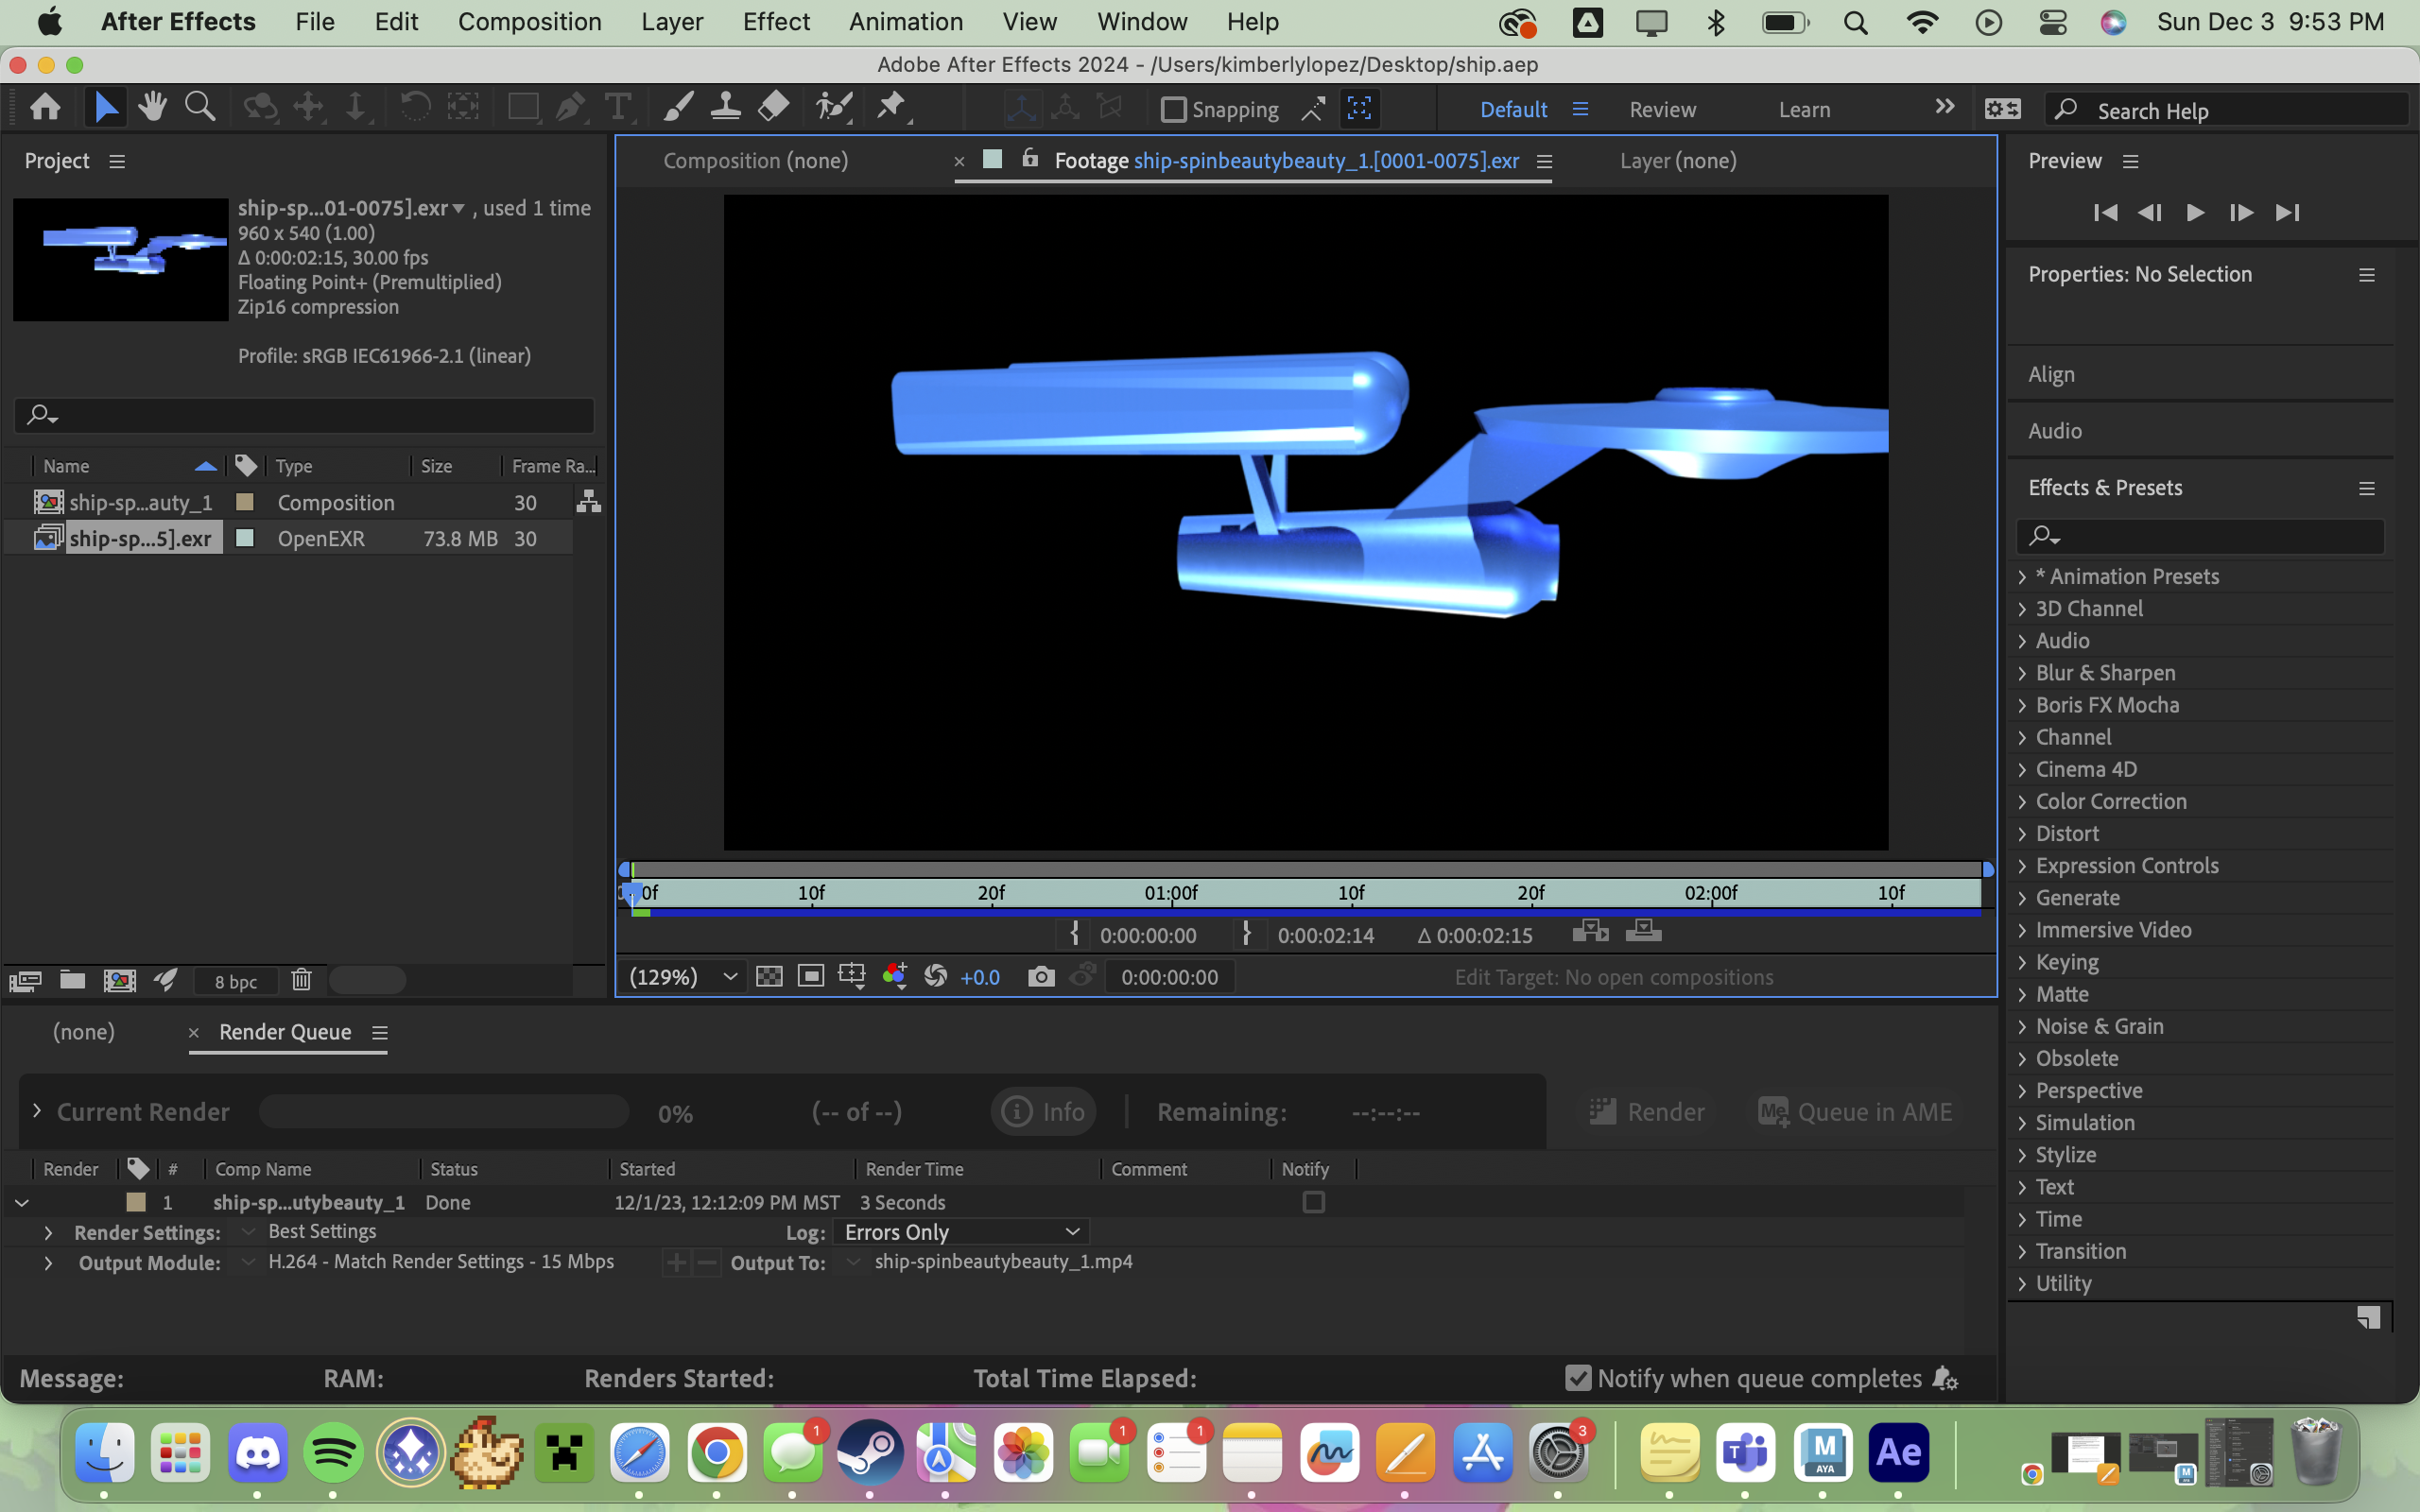 After Effects File Edit Composition Layer Effect Animation View Window Help Sun Dec 3 9:53 PM
Adobe After Effects 2024 - /Users/kimberlylopez/Desktop/ship.aep
Snapping Default Review Learn Search Help
Project
ship-sp...01-0075].exr , used 1 time
960 x 540 (1.00)
Δ 0:00:02:15, 30.00 fps
Floating Point+ (Premultiplied)
Zip16 compression
Profile: sRGB IEC61966-2.1 (linear)
Name Type Size Frame Ra...
ship-sp...auty_1 Composition 30
ship-sp...5].exr OpenEXR 73.8 MB 30
8 bpc
Composition (none) × Footage ship-spinbeautybeauty_1.[0001-0075].exr Layer (none)
0f 10f 20f 01:00f 10f 20f 02:00f 10f
{ 0:00:00:00 } 0:00:02:14 Δ 0:00:02:15
(129%) +0.0 0:00:00:00 Edit Target: No open compositions
Preview
Properties: No Selection
Align
Audio
Effects & Presets
* Animation Presets
3D Channel
Audio
Blur & Sharpen
Boris FX Mocha
Channel
Cinema 4D
Color Correction
Distort
Expression Controls
Generate
Immersive Video
Keying
Matte
Noise & Grain
Obsolete
Perspective
Simulation
Stylize
Text
Time
Transition
Utility
(none) × Render Queue
Current Render 0% (-- of --) Info Remaining: --:--:-- Render Me Queue in AME
Render # Comp Name Status Started Render Time Comment Notify
1 ship-sp...utybeauty_1 Done 12/1/23, 12:12:09 PM MST 3 Seconds
Render Settings: Best Settings Log: Errors Only
Output Module: H.264 - Match Render Settings - 15 Mbps Output To: ship-spinbeautybeauty_1.mp4
Message: RAM: Renders Started: Total Time Elapsed: Notify when queue completes
1 1 1 3
T M AYA Ae